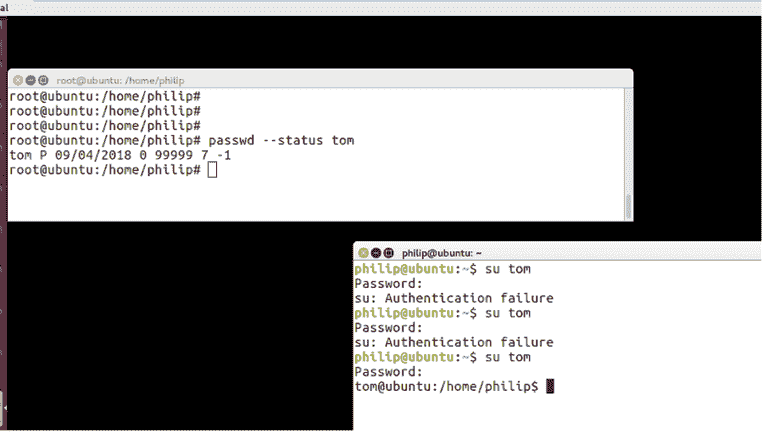 al
root@ubuntu: /home/philip
root@ubuntu:/home/philip#
root@ubuntu:/home/philip#
root@ubuntu:/home/philip#
root@ubuntu:/home/philip# passwd --status tom
tom P 09/04/2018 0 99999 7 -1
root@ubuntu:/home/philip#
philip@ubuntu: ~
philip@ubuntu:~$ su tom
Password:
su: Authentication failure
philip@ubuntu:~$ su tom
Password:
su: Authentication failure
philip@ubuntu:~$ su tom
Password:
tom@ubuntu:/home/philip$